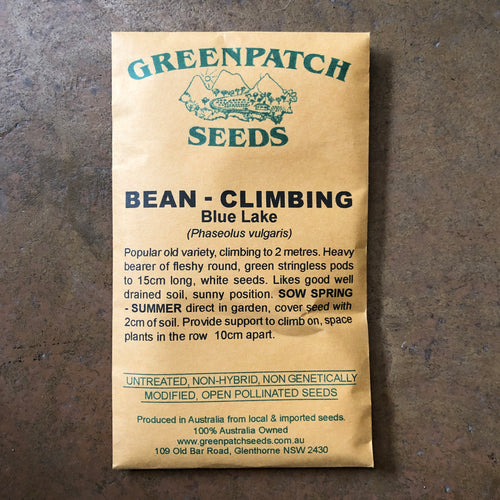 GREENPATCH
SEEDS
BEAN - CLIMBING
Blue Lake
(Phaseolus vulgaris)
Popular old variety, climbing to 2 metres. Heavy
bearer of fleshy round, green stringless pods
to 15cm long, white seeds. Likes good well
drained soil, sunny position. SOW SPRING
- SUMMER direct in garden, cover seed with
2cm of soil. Provide support to climb on, space
plants in the row 10cm apart.
UNTREATED, NON-HYBRID, NON GENETICALLY
MODIFIED, OPEN POLLINATED SEEDS
Produced in Australia from local & imported seeds.
100% Australia Owned
www.greenpatchseeds.com.au
109 Old Bar Road, Glenthorne NSW 2430